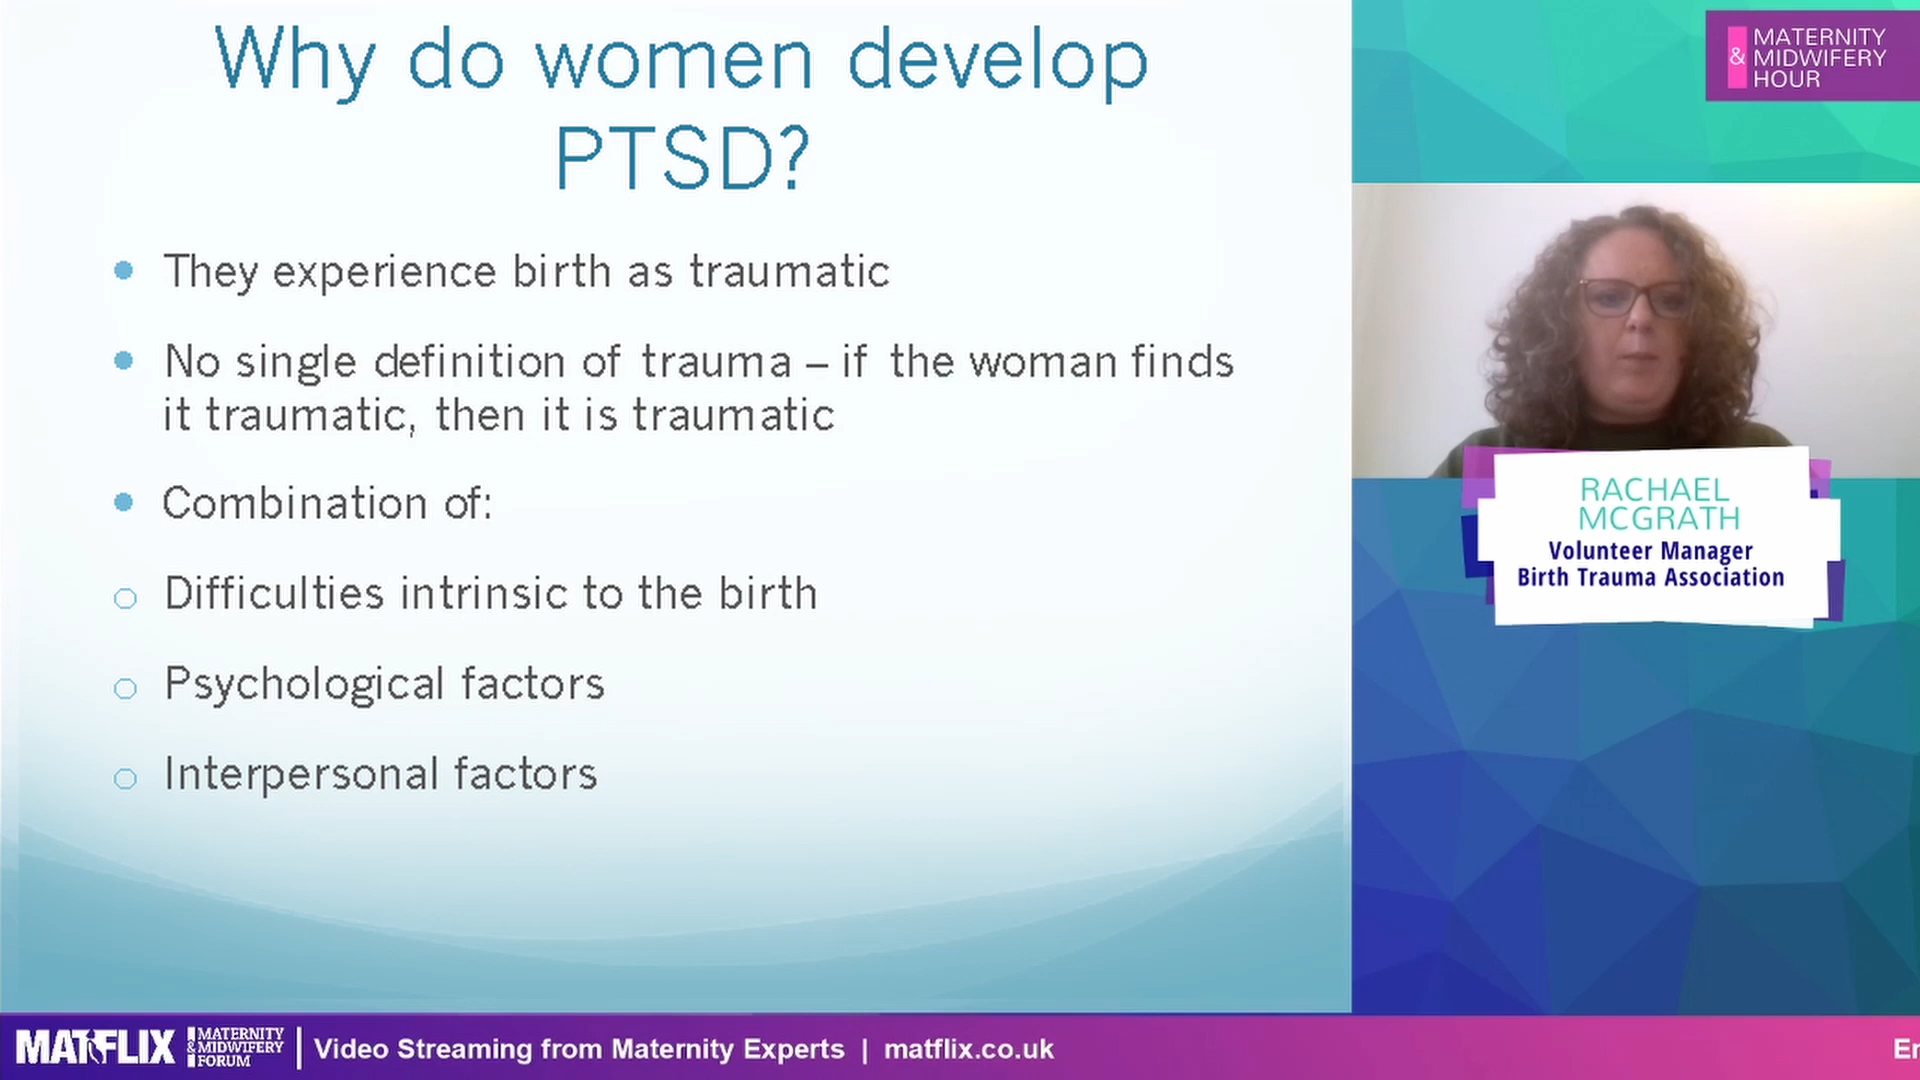 Why do women develop
PTSD?
They experience birth as traumatic
No single definition of trauma – if the woman finds
it traumatic, then it is traumatic
Combination of:
Difficulties intrinsic to the birth
Psychological factors
Interpersonal factors
MATERNITY
& MIDWIFERY
HOUR
RACHAEL
MCGRATH
Volunteer Manager
Birth Trauma Association
MATFLIX
MATERNITY
& MIDWIFERY
FORUM
Video Streaming from Maternity Experts | matflix.co.uk